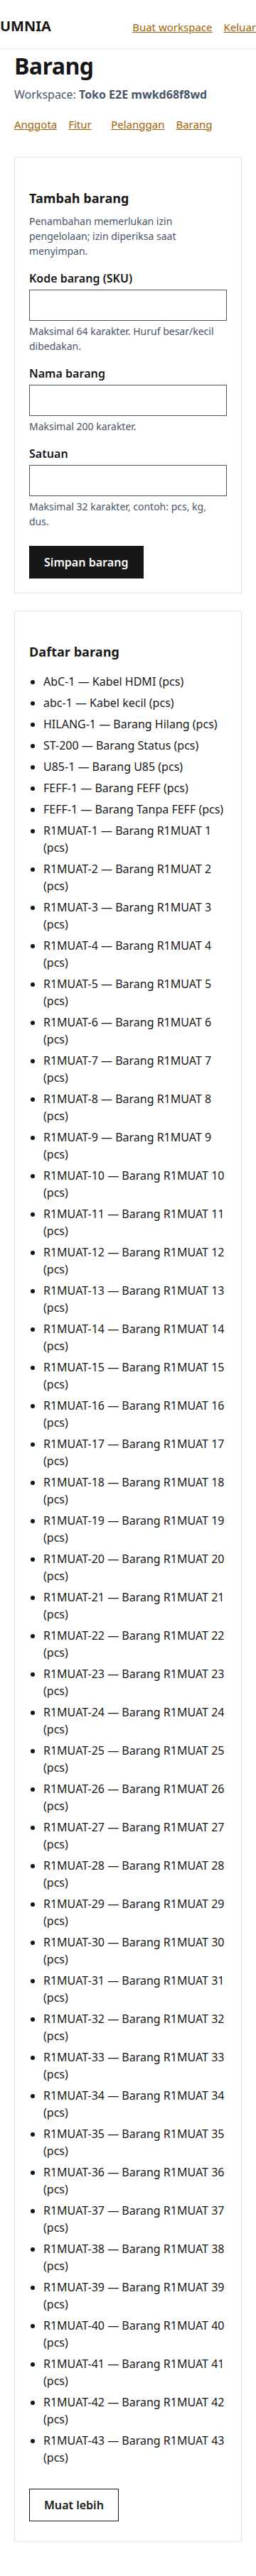 UMNIA
Buat workspace Keluar
Barang
Workspace: Toko E2E mwkd68f8wd
Anggota Fitur Pelanggan Barang
Tambah barang
Penambahan memerlukan izin
pengelolaan; izin diperiksa saat
menyimpan.
Kode barang (SKU)
Maksimal 64 karakter. Huruf besar/kecil
dibedakan.
Nama barang
Maksimal 200 karakter.
Satuan
Maksimal 32 karakter, contoh: pcs, kg,
dus.
Simpan barang
Daftar barang
AbC-1 — Kabel HDMI (pcs)
abc-1 — Kabel kecil (pcs)
HILANG-1 — Barang Hilang (pcs)
ST-200 — Barang Status (pcs)
U85-1 — Barang U85 (pcs)
FEFF-1 — Barang FEFF (pcs)
FEFF-1 — Barang Tanpa FEFF (pcs)
R1MUAT-1 — Barang R1MUAT 1
(pcs)
R1MUAT-2 — Barang R1MUAT 2
(pcs)
R1MUAT-3 — Barang R1MUAT 3
(pcs)
R1MUAT-4 — Barang R1MUAT 4
(pcs)
R1MUAT-5 — Barang R1MUAT 5
(pcs)
R1MUAT-6 — Barang R1MUAT 6
(pcs)
R1MUAT-7 — Barang R1MUAT 7
(pcs)
R1MUAT-8 — Barang R1MUAT 8
(pcs)
R1MUAT-9 — Barang R1MUAT 9
(pcs)
R1MUAT-10 — Barang R1MUAT 10
(pcs)
R1MUAT-11 — Barang R1MUAT 11
(pcs)
R1MUAT-12 — Barang R1MUAT 12
(pcs)
R1MUAT-13 — Barang R1MUAT 13
(pcs)
R1MUAT-14 — Barang R1MUAT 14
(pcs)
R1MUAT-15 — Barang R1MUAT 15
(pcs)
R1MUAT-16 — Barang R1MUAT 16
(pcs)
R1MUAT-17 — Barang R1MUAT 17
(pcs)
R1MUAT-18 — Barang R1MUAT 18
(pcs)
R1MUAT-19 — Barang R1MUAT 19
(pcs)
R1MUAT-20 — Barang R1MUAT 20
(pcs)
R1MUAT-21 — Barang R1MUAT 21
(pcs)
R1MUAT-22 — Barang R1MUAT 22
(pcs)
R1MUAT-23 — Barang R1MUAT 23
(pcs)
R1MUAT-24 — Barang R1MUAT 24
(pcs)
R1MUAT-25 — Barang R1MUAT 25
(pcs)
R1MUAT-26 — Barang R1MUAT 26
(pcs)
R1MUAT-27 — Barang R1MUAT 27
(pcs)
R1MUAT-28 — Barang R1MUAT 28
(pcs)
R1MUAT-29 — Barang R1MUAT 29
(pcs)
R1MUAT-30 — Barang R1MUAT 30
(pcs)
R1MUAT-31 — Barang R1MUAT 31
(pcs)
R1MUAT-32 — Barang R1MUAT 32
(pcs)
R1MUAT-33 — Barang R1MUAT 33
(pcs)
R1MUAT-34 — Barang R1MUAT 34
(pcs)
R1MUAT-35 — Barang R1MUAT 35
(pcs)
R1MUAT-36 — Barang R1MUAT 36
(pcs)
R1MUAT-37 — Barang R1MUAT 37
(pcs)
R1MUAT-38 — Barang R1MUAT 38
(pcs)
R1MUAT-39 — Barang R1MUAT 39
(pcs)
R1MUAT-40 — Barang R1MUAT 40
(pcs)
R1MUAT-41 — Barang R1MUAT 41
(pcs)
R1MUAT-42 — Barang R1MUAT 42
(pcs)
R1MUAT-43 — Barang R1MUAT 43
(pcs)
Muat lebih